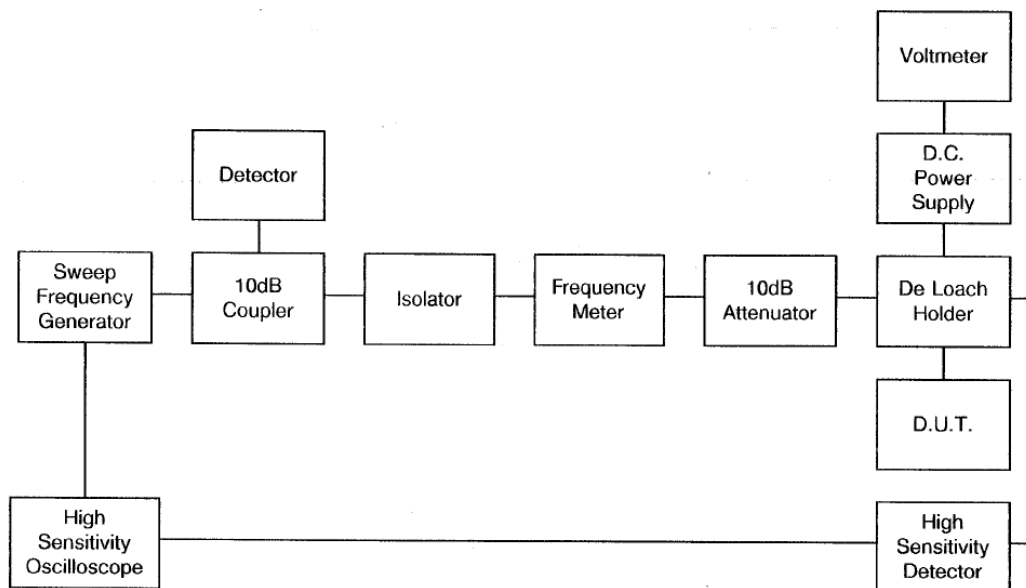 Voltmeter
Detector
D.C.
Power
Supply
Sweep
Frequency
Generator
10dB
Coupler
Isolator
Frequency
Meter
10dB
Attenuator
De Loach
Holder
D.U.T.
High
Sensitivity
Oscilloscope
High
Sensitivity
Detector